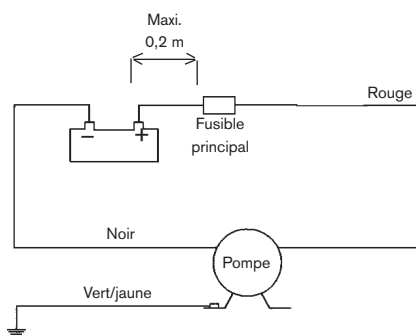 Maxi.
0,2 m
Rouge
− +
Fusible
principal
Noir
Pompe
Vert/jaune